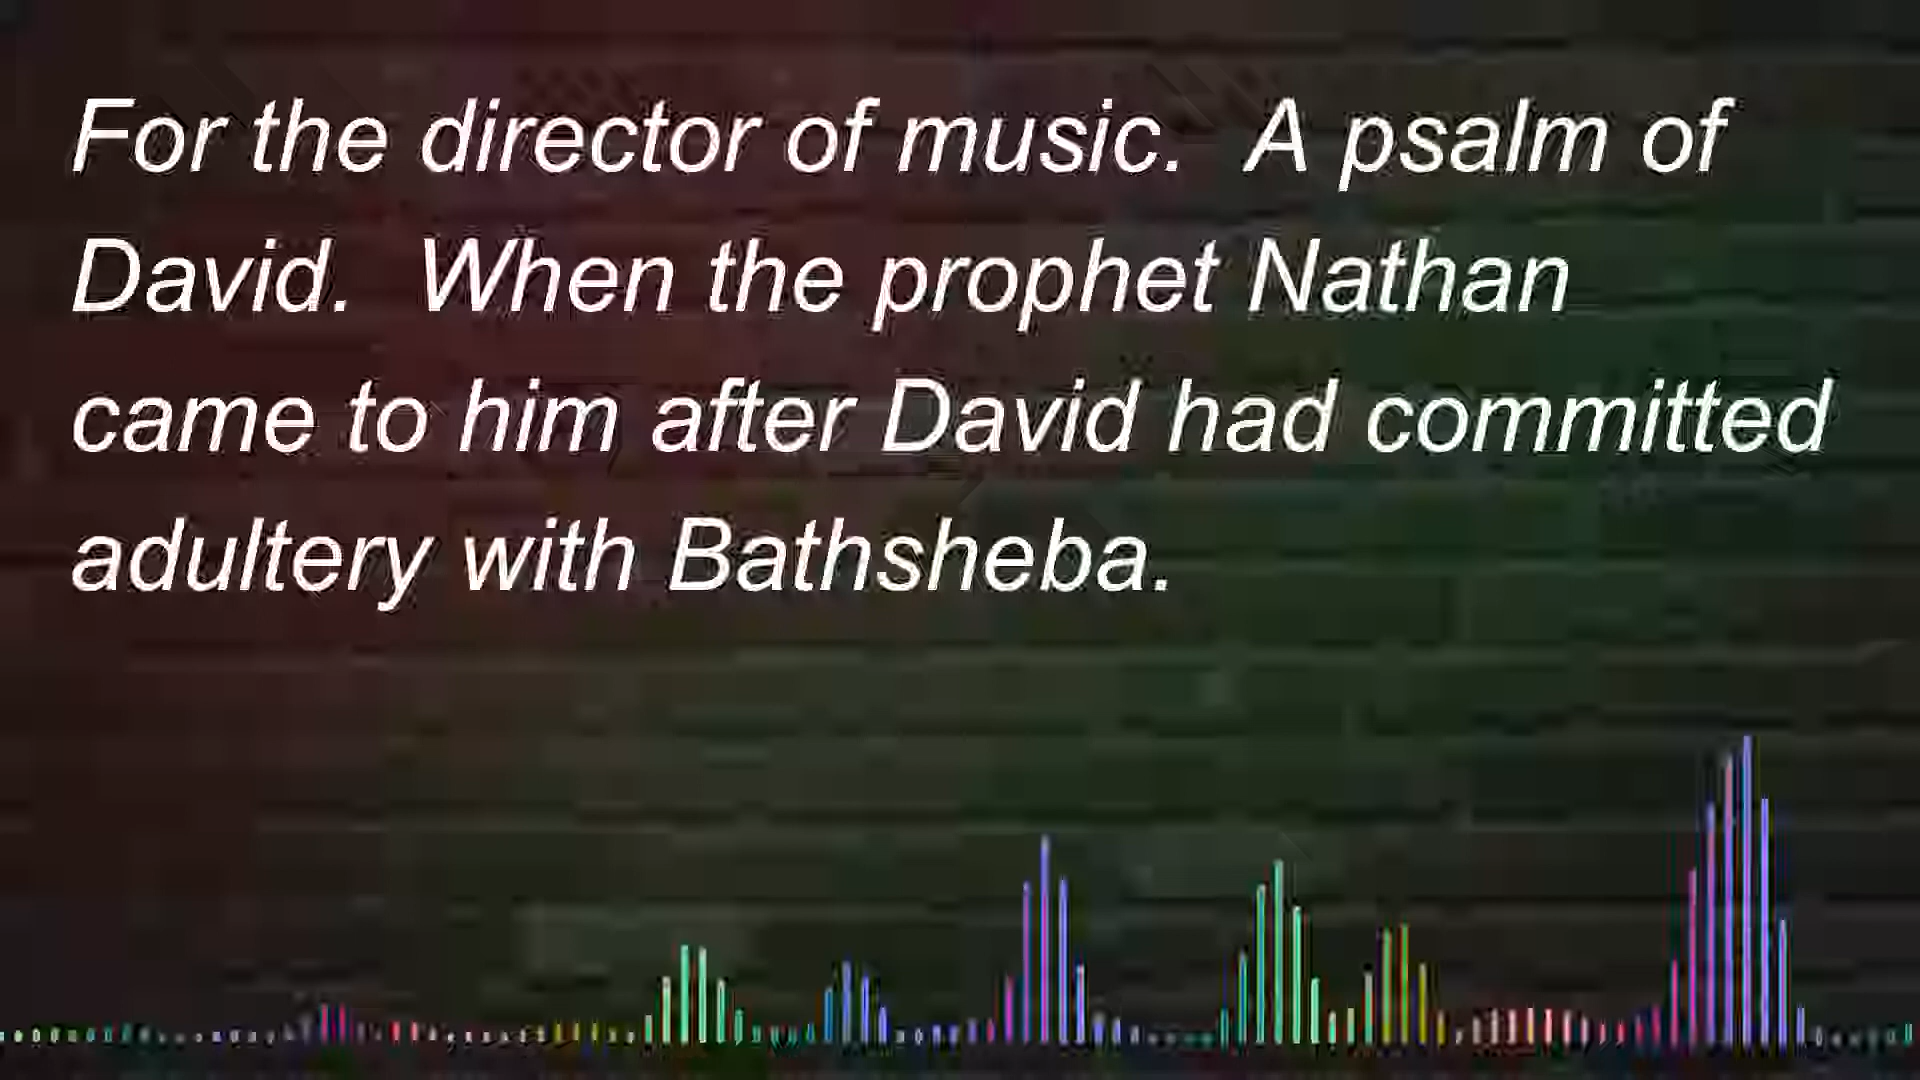 For the director of music.  A psalm of
David.  When the prophet Nathan
came to him after David had committed
adultery with Bathsheba.